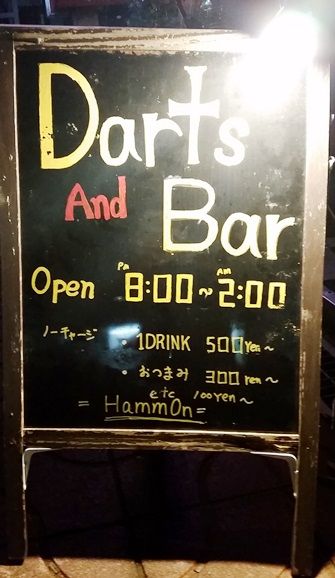 Darts
And
Bar
Open PM 8:00~AM 2:00
ノーチャージ ・1DRINK 500yen~
・おつまみ 300yen~
etc 100yen~
=HammOn=